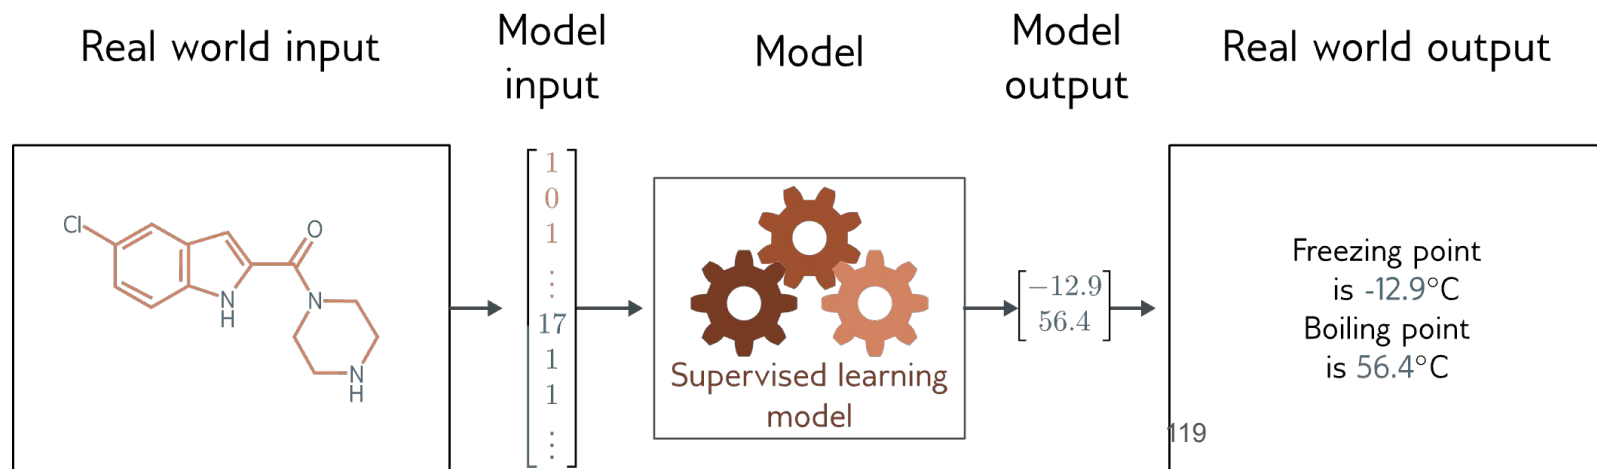 Real world input
Model
input
Model
Model
output
Real world output
Cl
O
N
H
N
N
H
1
0
1
⋮
17
1
1
⋮
Supervised learning
model
−12.9
56.4
Freezing point
is -12.9°C
Boiling point
is 56.4°C
119